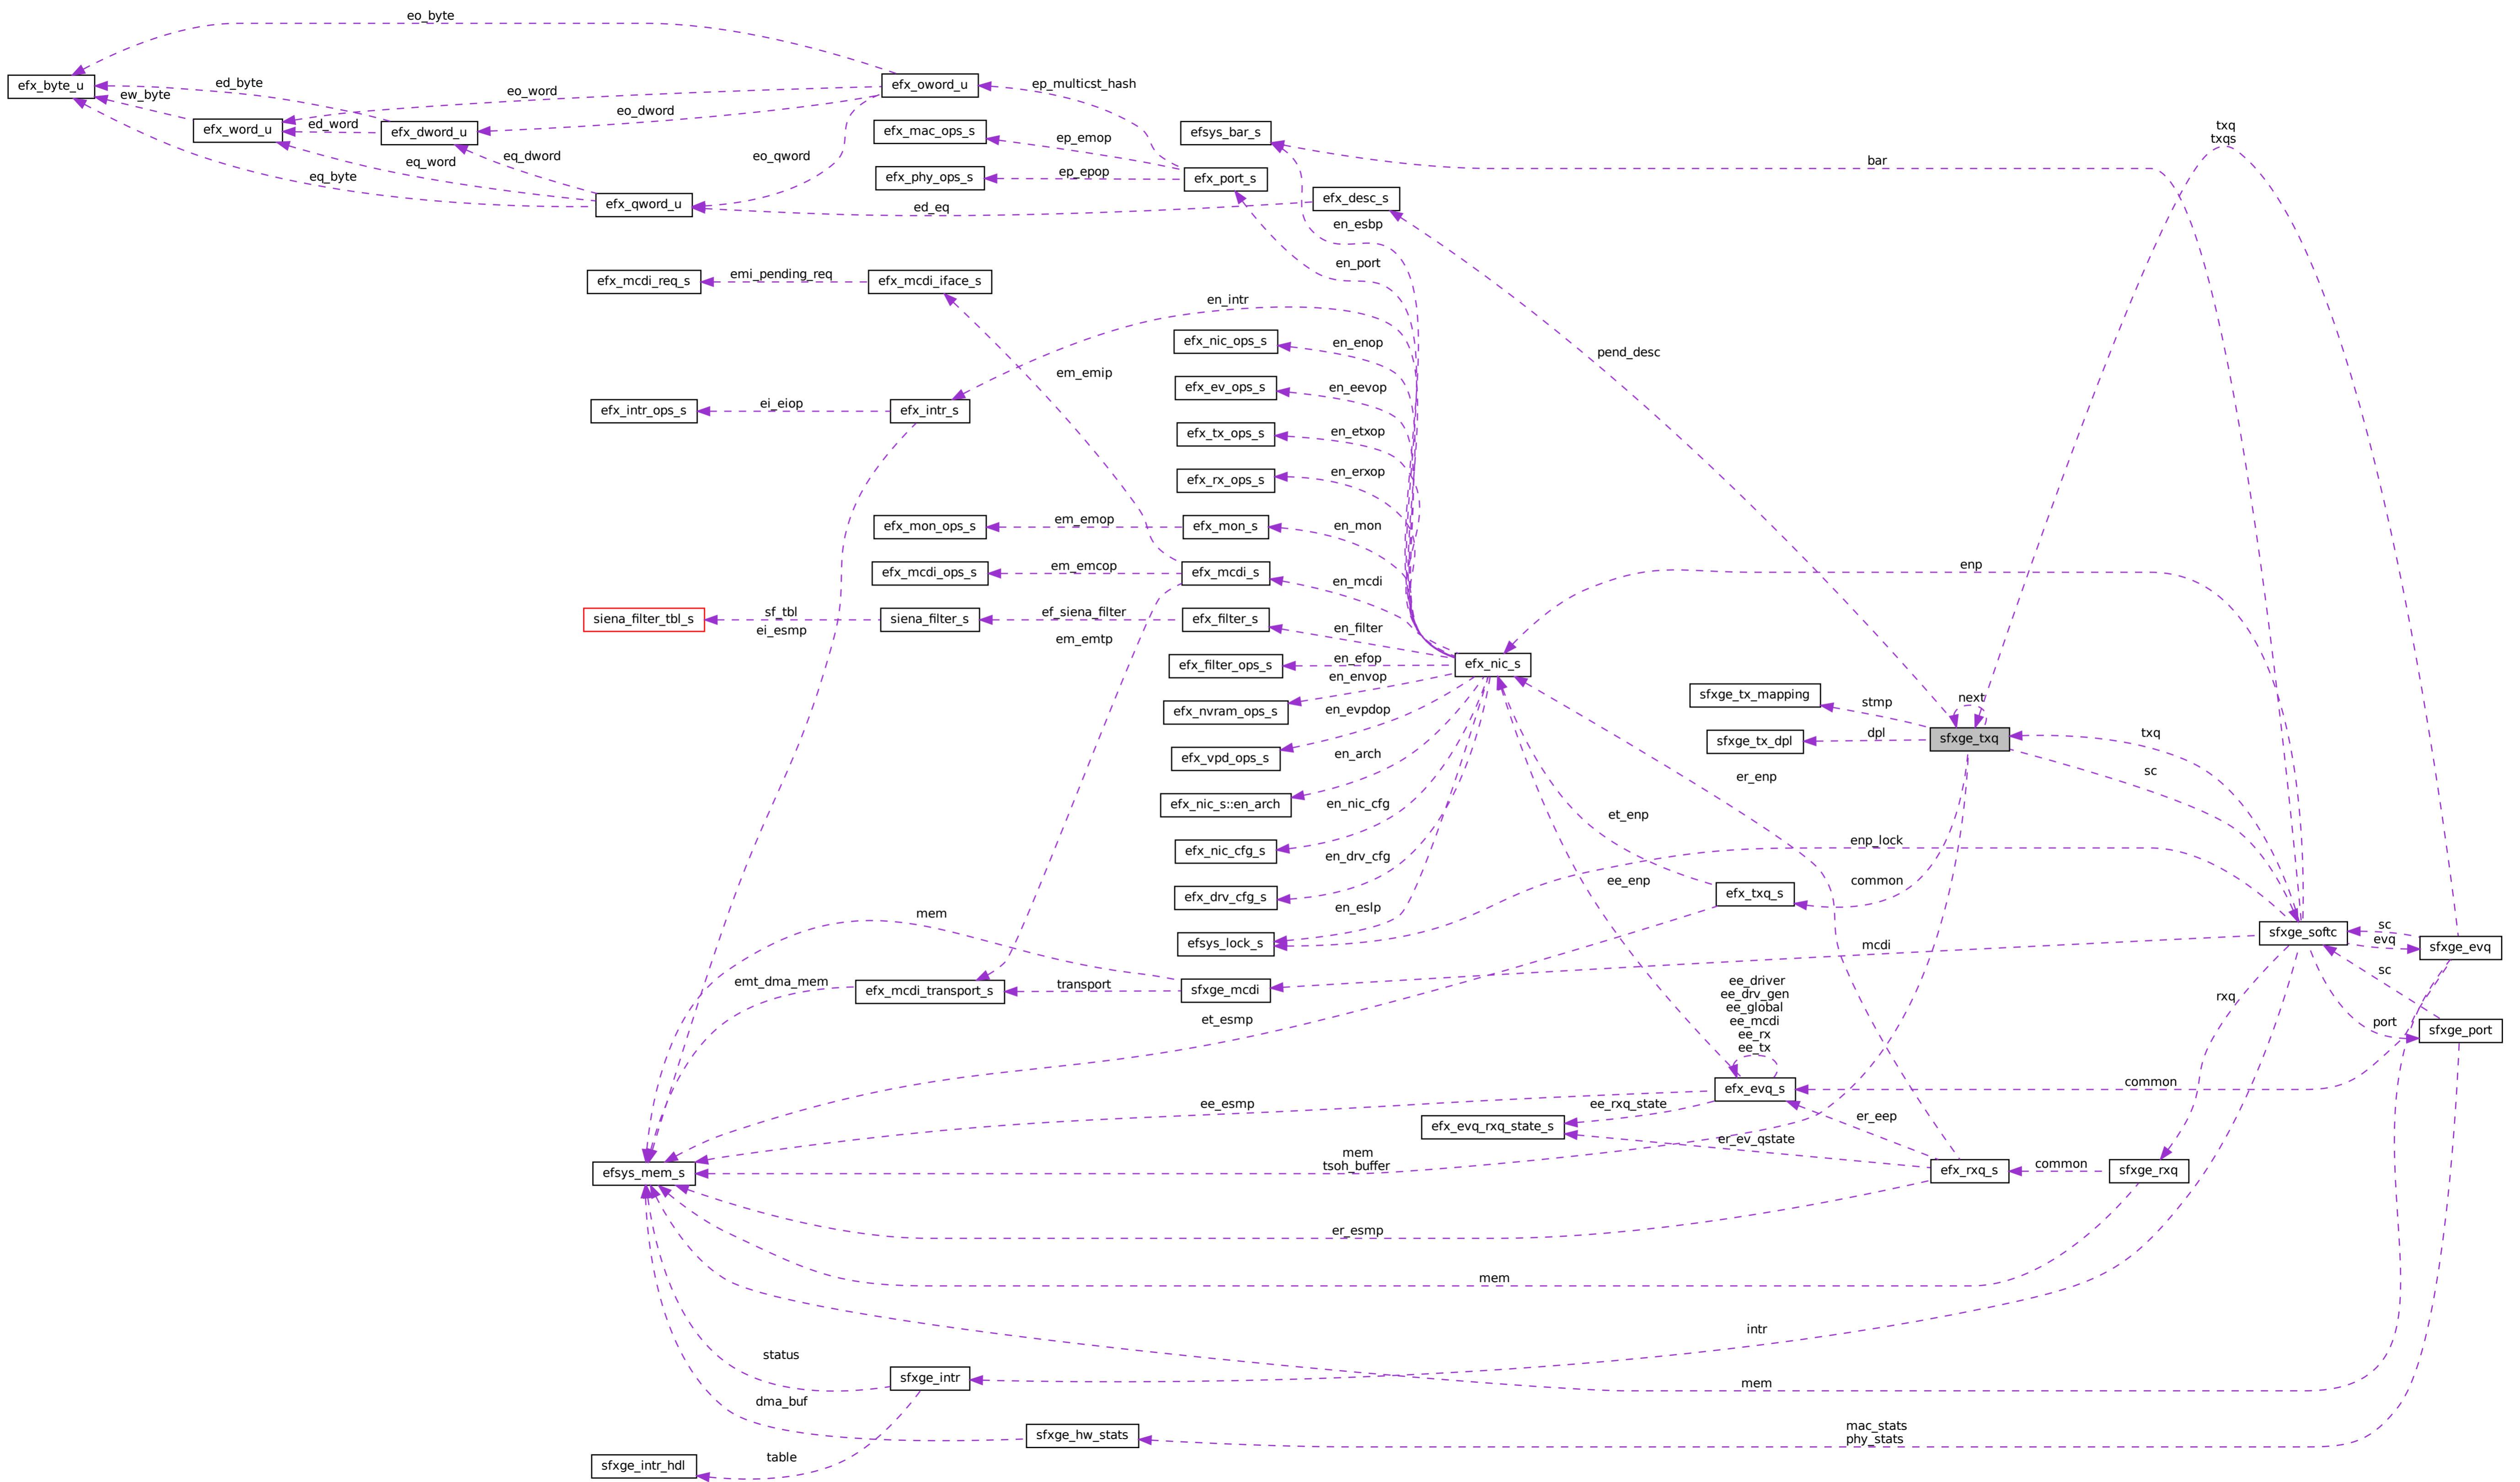 eo_byte
efx_byte_u
ed_byte
ew_byte
eo_word
efx_oword_u
ep_multicst_hash
eo_dword
efx_word_u
ed_word
efx_dword_u
efx_mac_ops_s
ep_emop
efsys_bar_s
txq
txqs
bar
eq_word
eq_dword
eo_qword
eq_byte
efx_phy_ops_s
ep_epop
efx_port_s
efx_qword_u
ed_eq
efx_desc_s
en_esbp
en_port
efx_mcdi_req_s
emi_pending_req
efx_mcdi_iface_s
en_intr
efx_nic_ops_s
en_enop
pend_desc
em_emip
efx_ev_ops_s
en_eevop
efx_intr_ops_s
ei_eiop
efx_intr_s
efx_tx_ops_s
en_etxop
efx_rx_ops_s
en_erxop
efx_mon_ops_s
em_emop
efx_mon_s
en_mon
efx_mcdi_ops_s
em_emcop
efx_mcdi_s
en_mcdi
enp
siena_filter_tbl_s
sf_tbl
siena_filter_s
ef_siena_filter
efx_filter_s
en_filter
ei_esmp
em_emtp
efx_filter_ops_s
en_efop
efx_nic_s
en_envop
efx_nvram_ops_s
en_evpdop
sfxge_tx_mapping
stmp
next
efx_vpd_ops_s
sfxge_tx_dpl
dpl
sfxge_txq
txq
en_arch
er_enp
sc
efx_nic_s::en_arch
en_nic_cfg
et_enp
efx_nic_cfg_s
enp_lock
en_drv_cfg
ee_enp
common
efx_drv_cfg_s
efx_txq_s
en_eslp
mem
efsys_lock_s
mcdi
sfxge_softc
sc
evq
sfxge_evq
emt_dma_mem
efx_mcdi_transport_s
transport
sfxge_mcdi
ee_driver
ee_drv_gen
ee_global
ee_mcdi
ee_rx
ee_tx
rxq
sc
et_esmp
port
sfxge_port
ee_esmp
efx_evq_s
common
ee_rxq_state
efx_evq_rxq_state_s
er_eep
er_ev_qstate
mem
tsoh_buffer
efsys_mem_s
efx_rxq_s
common
sfxge_rxq
er_esmp
mem
intr
status
sfxge_intr
mem
dma_buf
mac_stats
phy_stats
sfxge_hw_stats
sfxge_intr_hdl
table